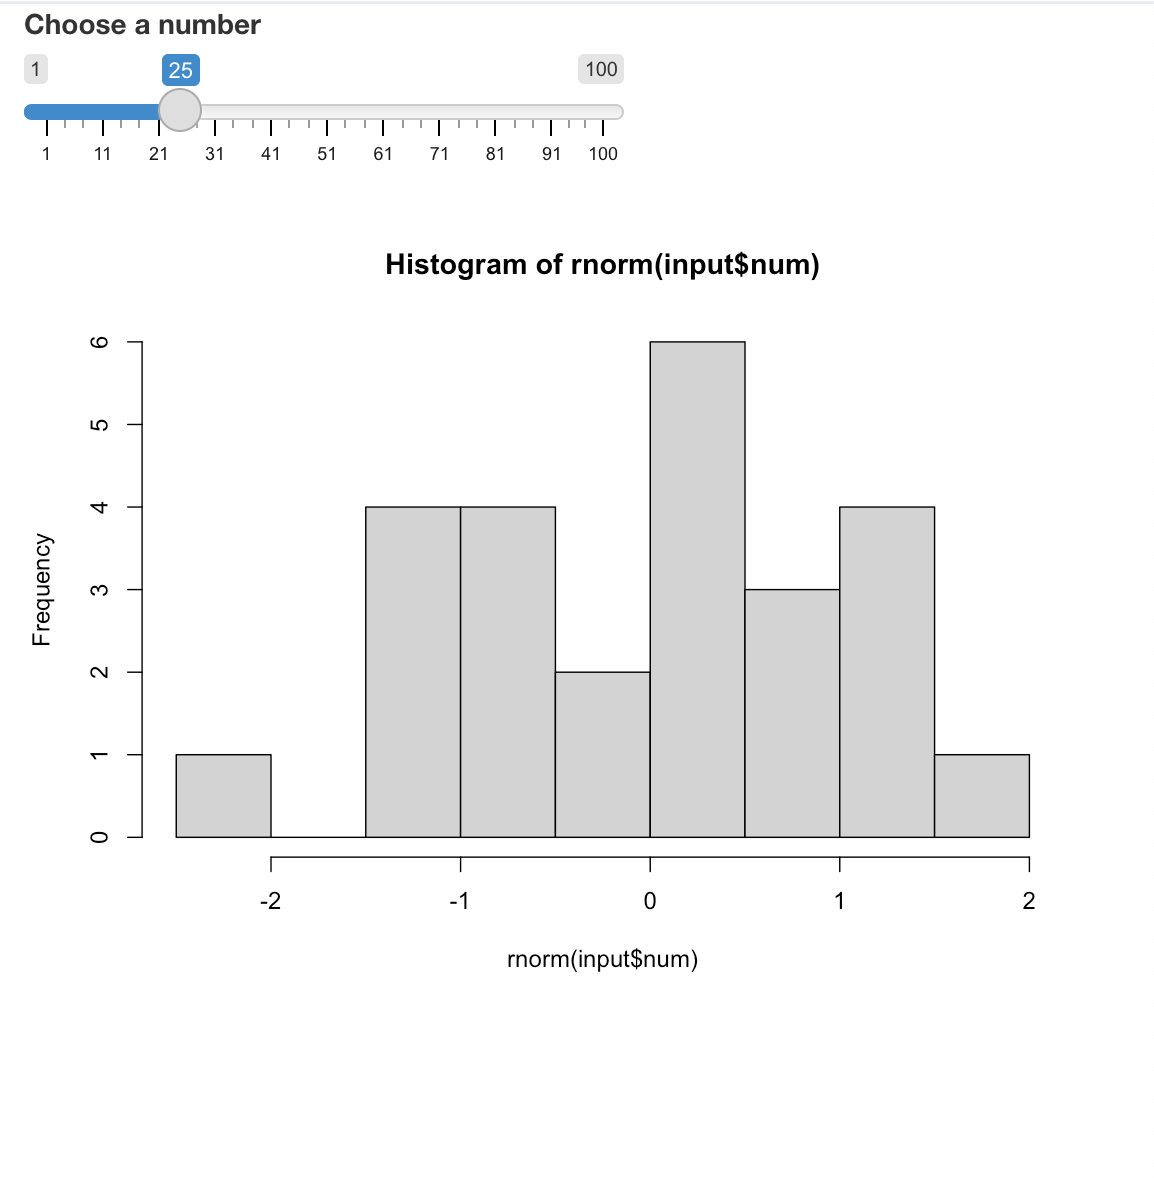 Choose a number
1 25 100
1 11 21 31 41 51 61 71 81 91 100
Histogram of rnorm(input$num)
6
5
4
3
2
1
0
Frequency
-2 -1 0 1 2
rnorm(input$num)